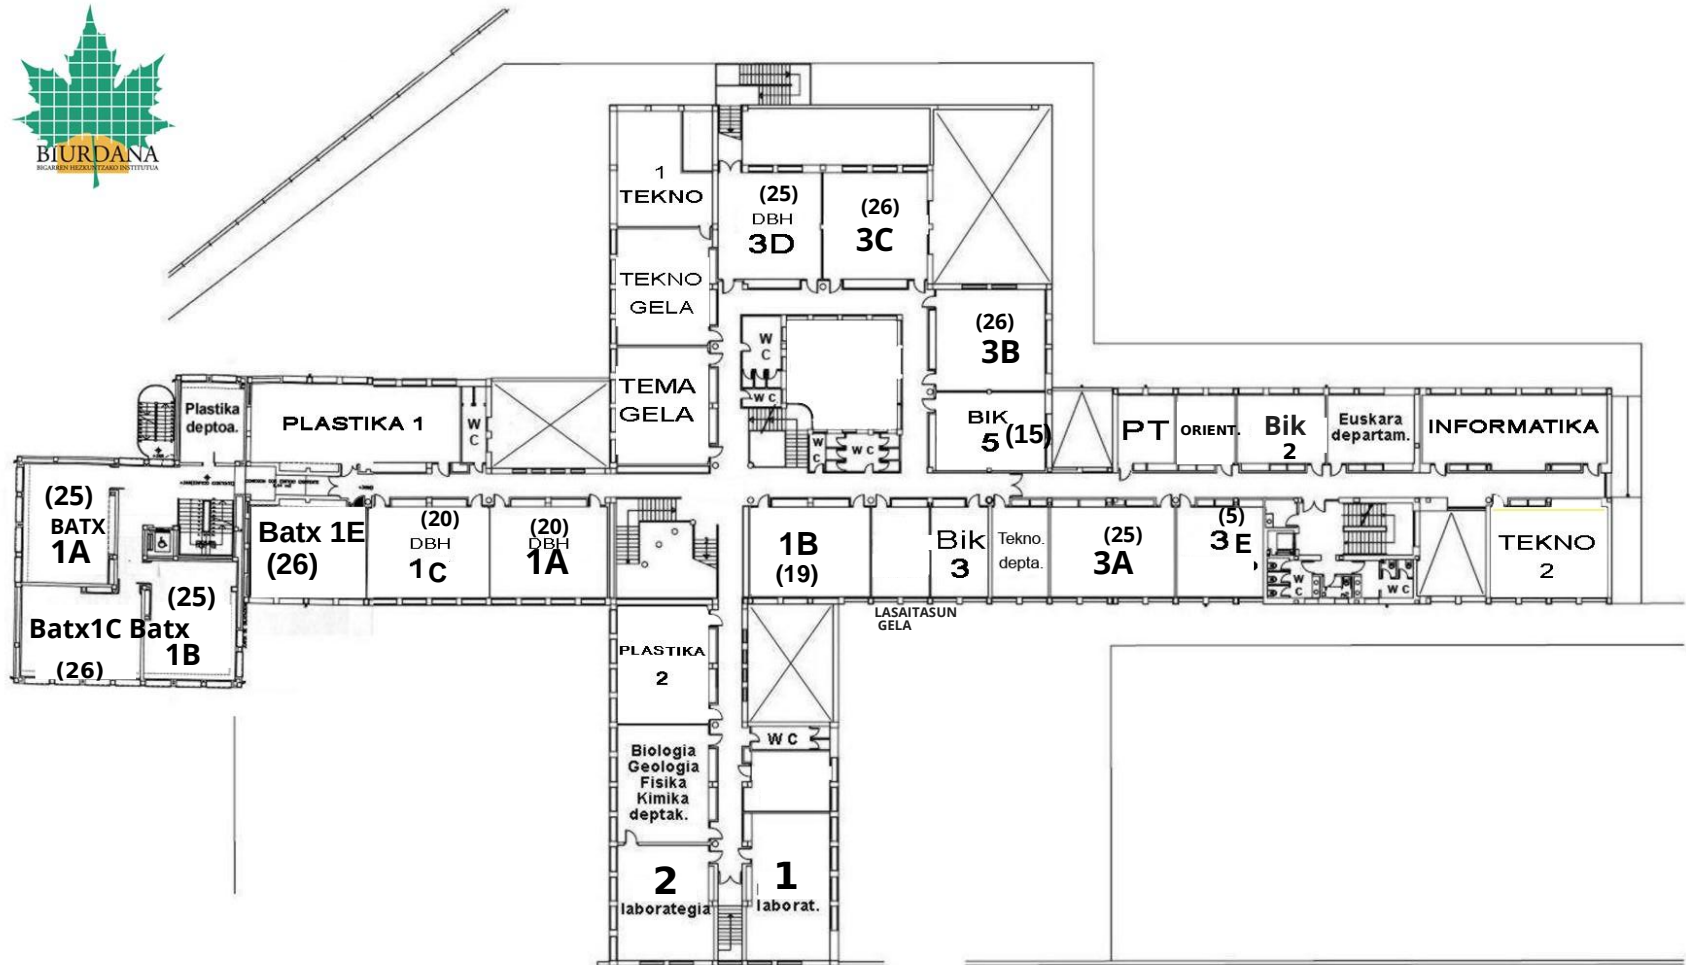 BIURDANA
BIGARREN HEZKUNTZAKO INSTITUTUA
1
TEKNO
(25)
DBH
3D
(26)
3C
TEKNO
GELA
(26)
3B
W
C
TEMA
GELA
W C
BIK
5 (15)
W
C
W C
Plastika
deptoa.
PLASTIKA 1
W
C
PT
ORIENT.
Bik
2
Euskara
departam.
INFORMATIKA
(25)
BATX
1A
Batx 1E
(26)
(20)
DBH
1C
(20)
DBH
1A
1B
(19)
Bik
3
Tekno.
depta.
(25)
3A
(5)
3 E
W
C
W C
TEKNO
2
LASAITASUN
GELA
(25)
Batx1C Batx
1B
(26)
PLASTIKA
2
W C
Biologia
Geologia
Fisika
Kimika
deptak.
2
laborategia
1
laborat.